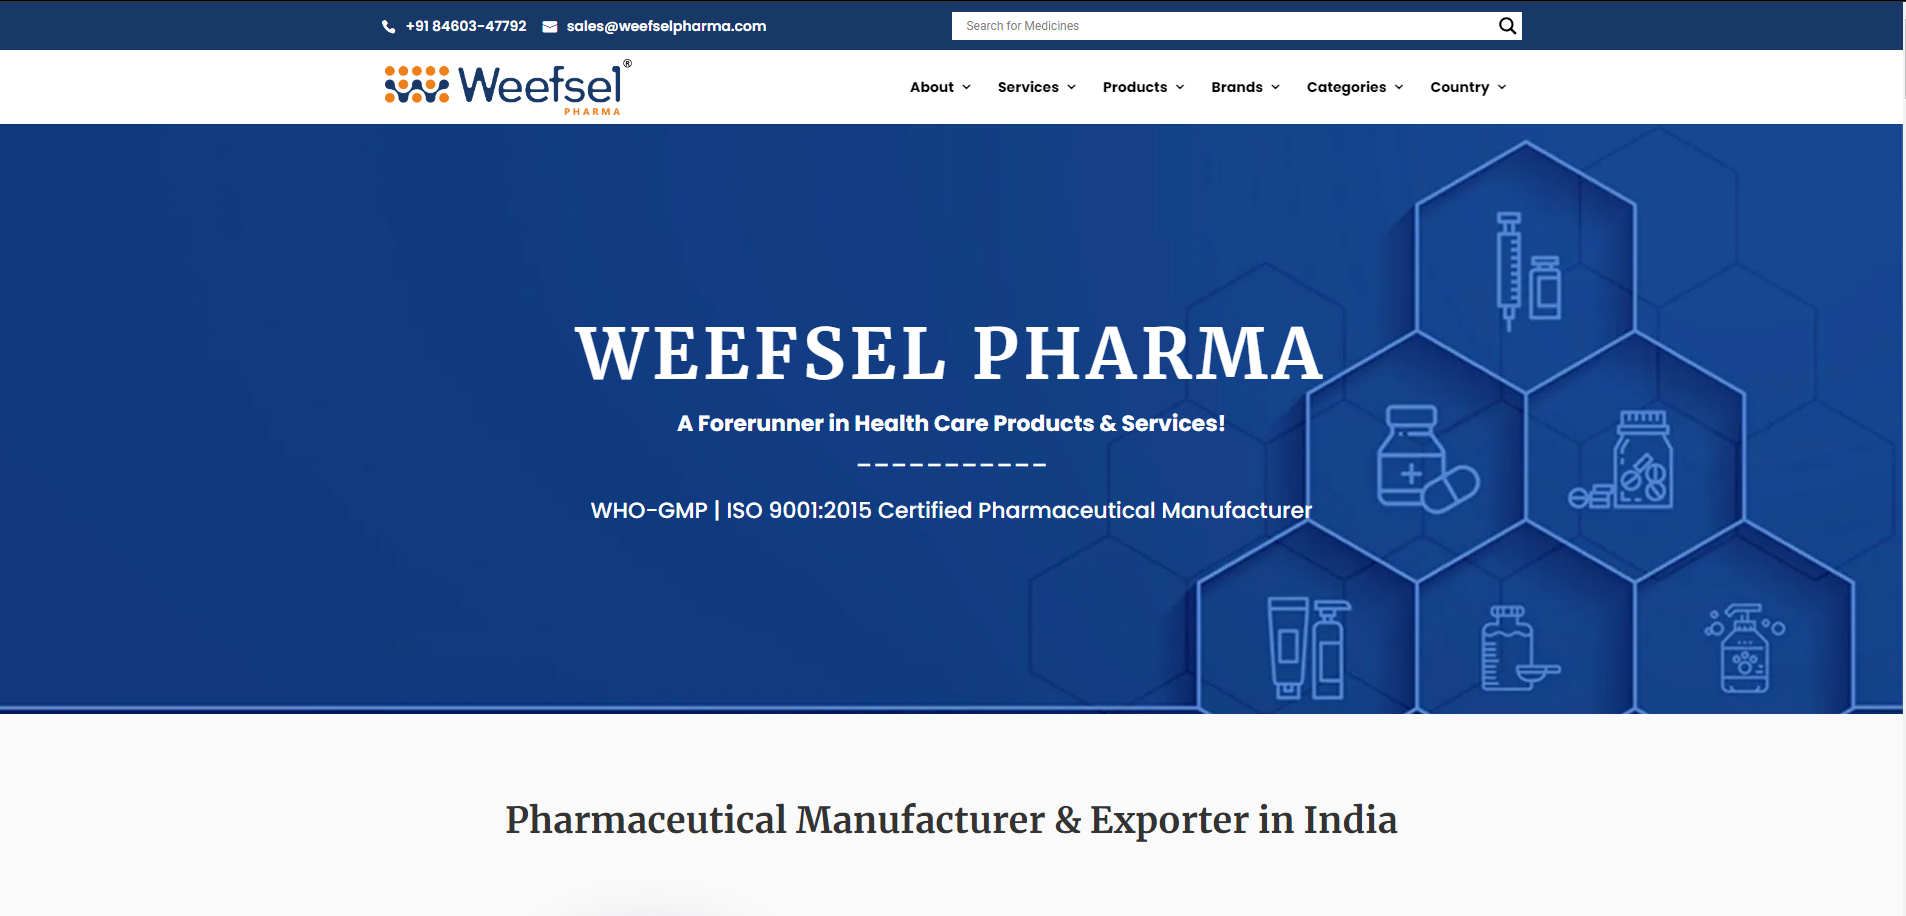 +91 84603-47792 sales@weefselpharma.com Search for Medicines
Weefsel®
PHARMA
About Services Products Brands Categories Country
WEEFSEL PHARMA
A Forerunner in Health Care Products & Services!
WHO-GMP | ISO 9001:2015 Certified Pharmaceutical Manufacturer
Pharmaceutical Manufacturer & Exporter in India